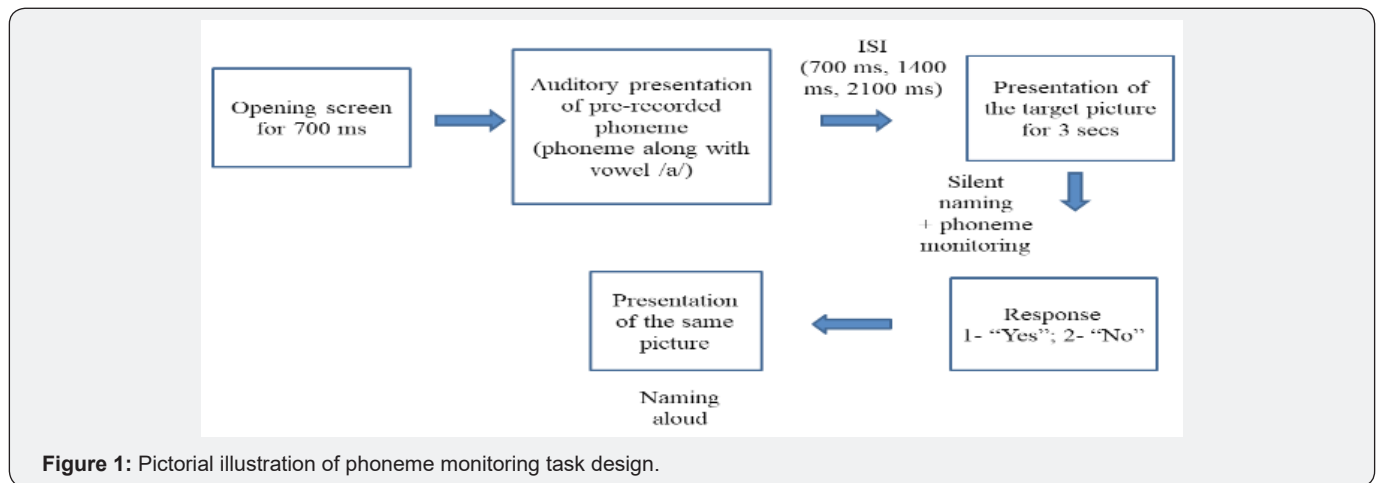 Opening screen
for 700 ms
Auditory presentation
of pre-recorded
phoneme
(phoneme along with
vowel /a/)
ISI
(700 ms, 1400
ms, 2100 ms)
Presentation of
the target picture
for 3 secs
Silent
naming
+ phoneme
monitoring
Response
1- “Yes”; 2- “No”
Presentation
of the same
picture
Naming
aloud
Figure 1: Pictorial illustration of phoneme monitoring task design.